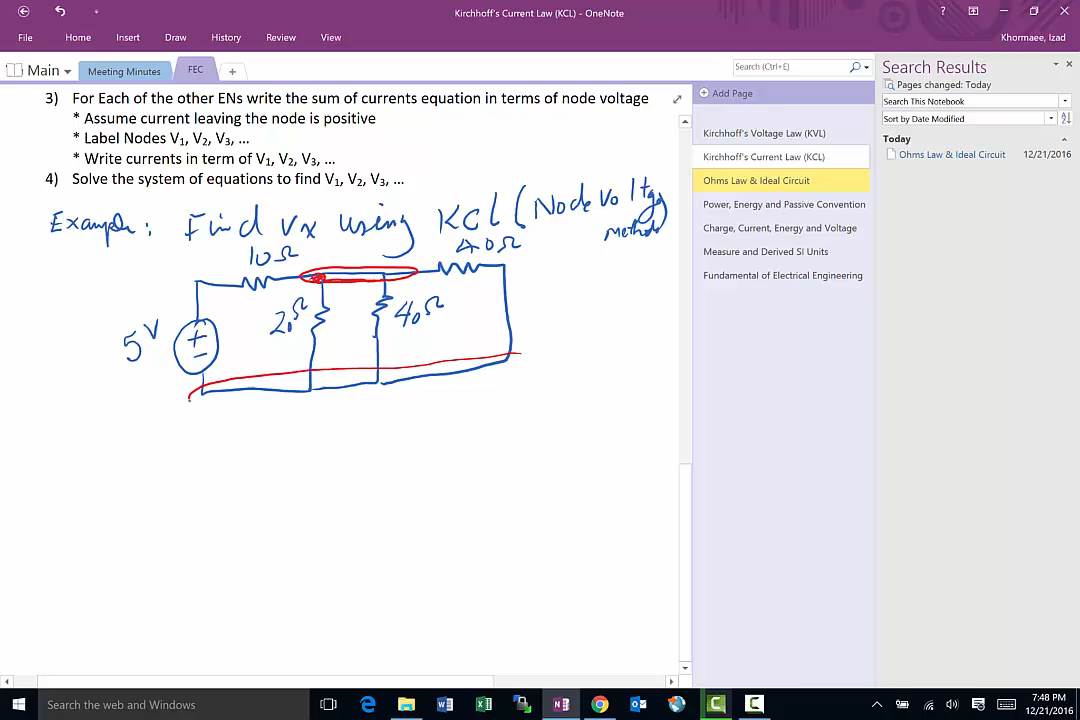 Kirchhoff's Current Law (KCL) - OneNote
?
File Home Insert Draw History Review View
Khormaee, Izad
Main Meeting Minutes FEC +
Search (Ctrl+E)
Search Results
Pages changed: Today
Search This Notebook
Sort by Date Modified
Today
Ohms Law & Ideal Circuit 12/21/2016
Add Page
Kirchhoff's Voltage Law (KVL)
Kirchhoff's Current Law (KCL)
Ohms Law & Ideal Circuit
Power, Energy and Passive Convention
Charge, Current, Energy and Voltage
Measure and Derived SI Units
Fundamental of Electrical Engineering
3) For Each of the other ENs write the sum of currents equation in terms of node voltage
* Assume current leaving the node is positive
* Label Nodes V₁, V₂, V₃, ...
* Write currents in term of V₁, V₂, V₃, ...
4) Solve the system of equations to find V₁, V₂, V₃, ...
Example: Find Vx using KCL (Node Voltage
method)
10Ω 40Ω
20Ω 40Ω
5V
+
−
Search the web and Windows
7:48 PM
12/21/2016